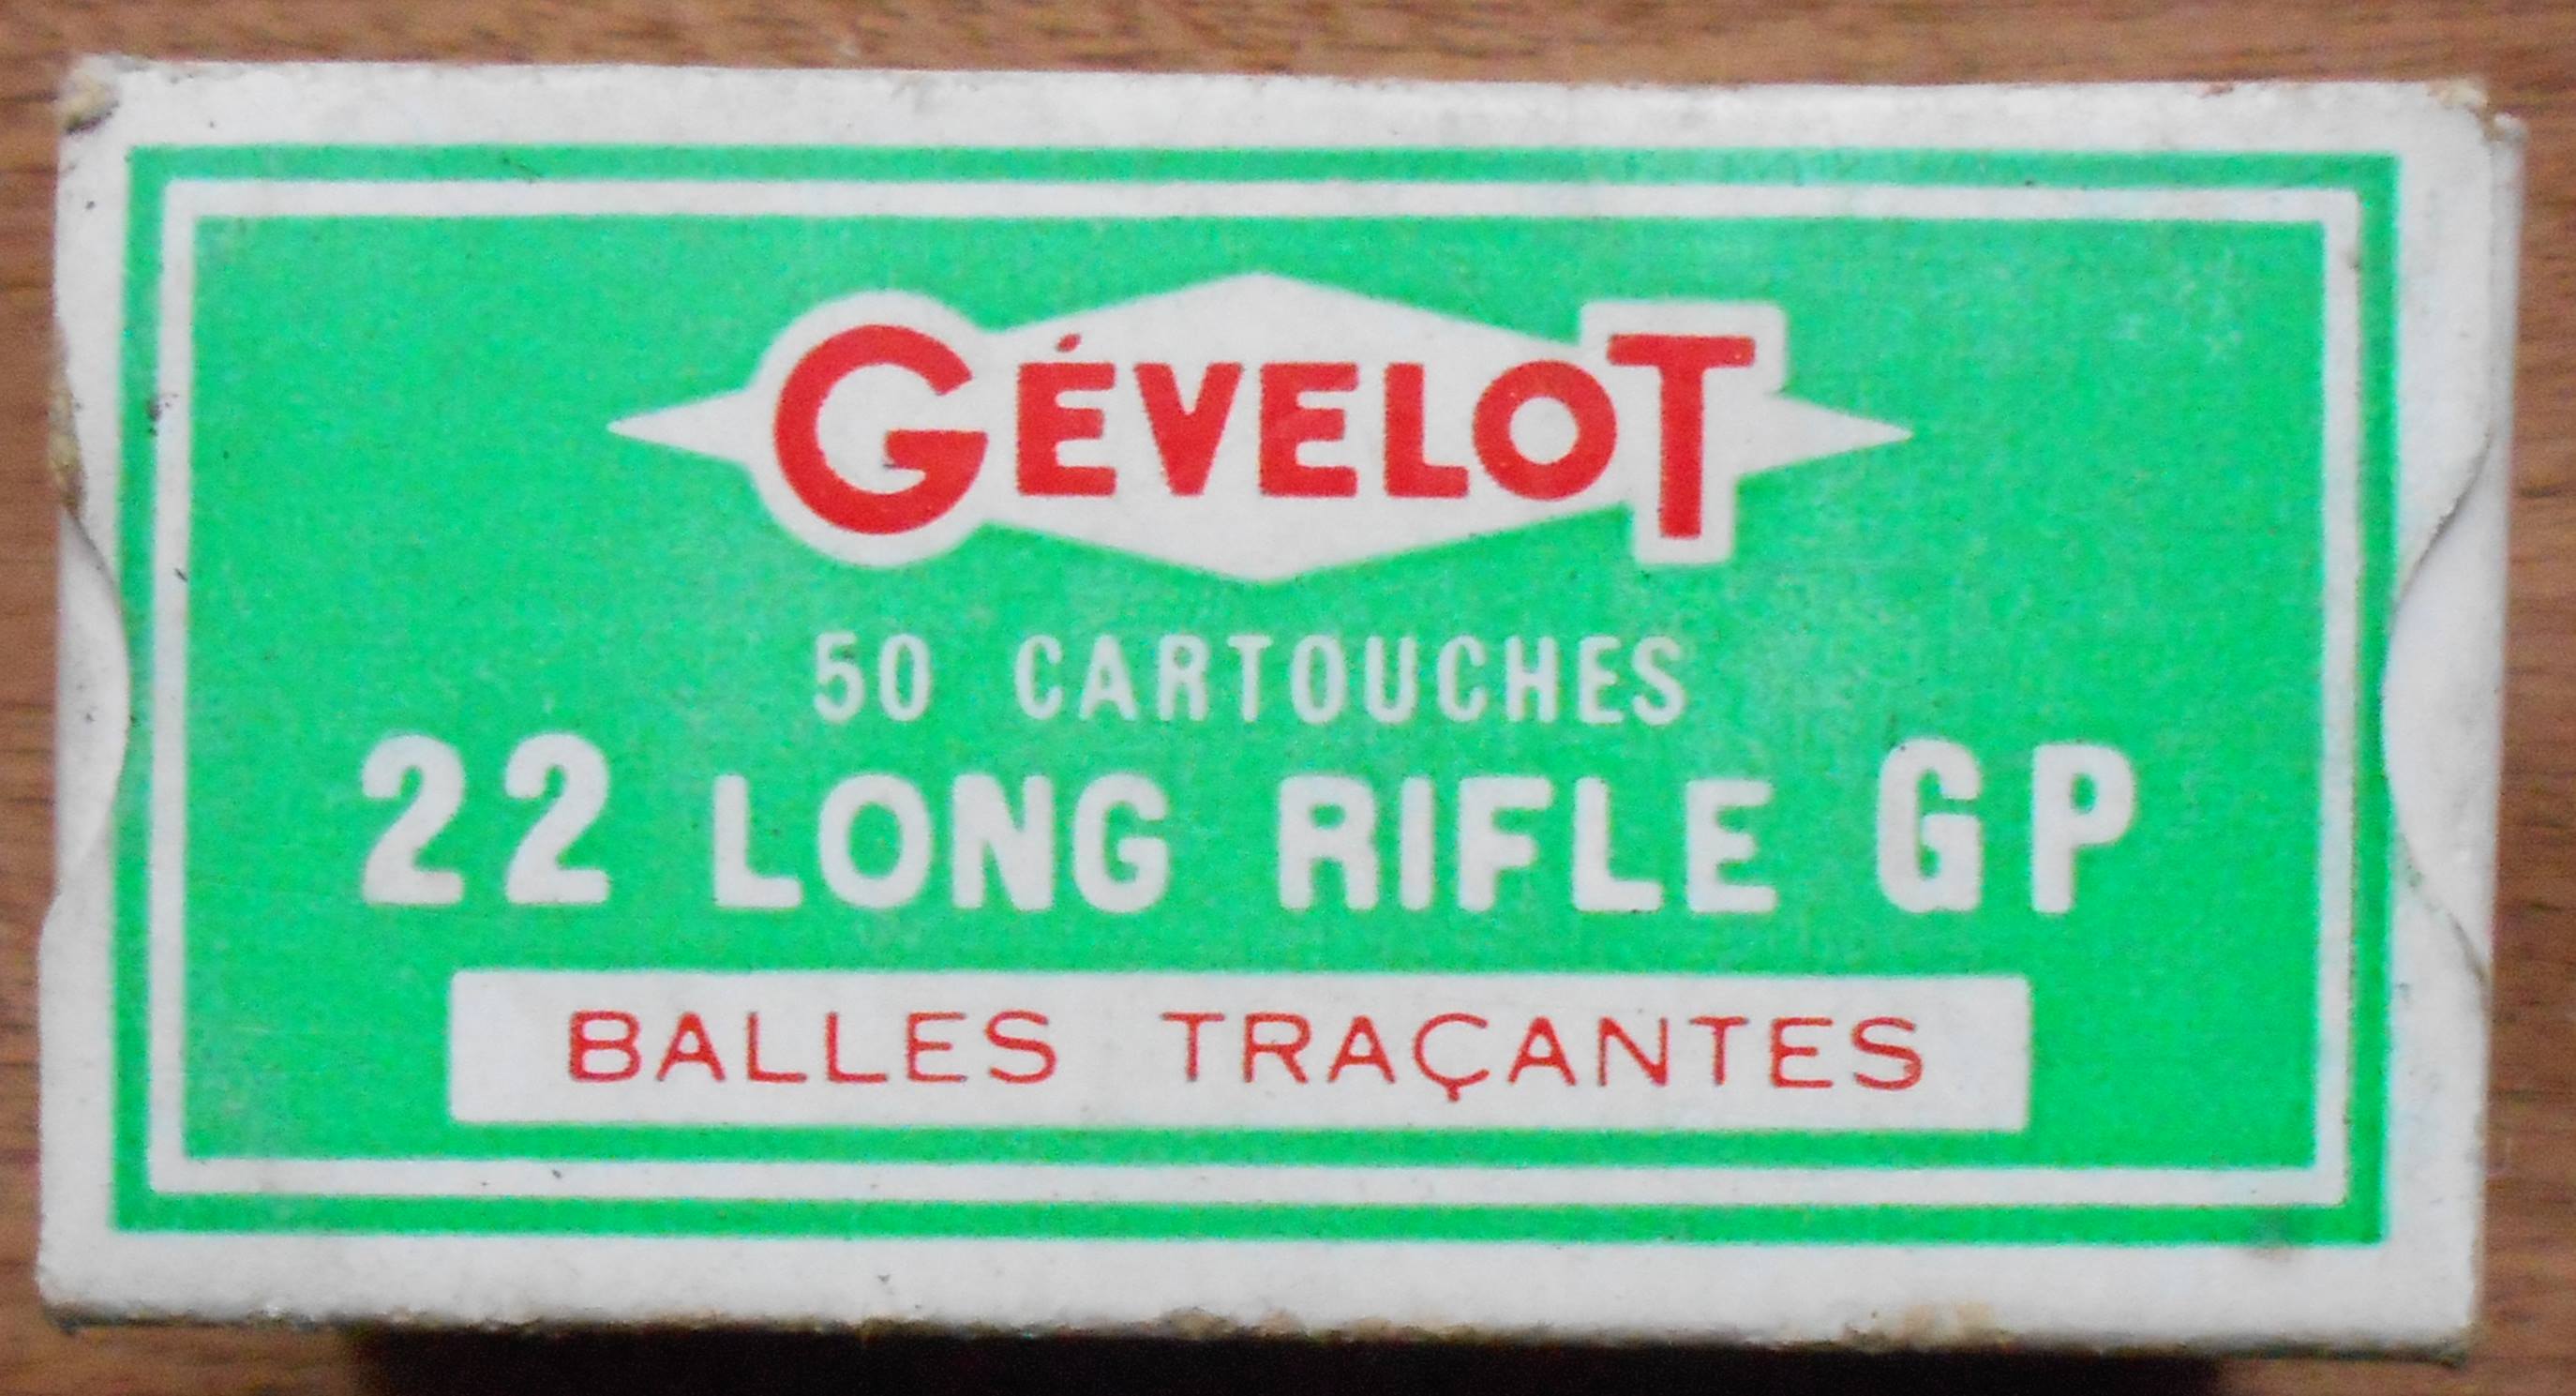 GÉVELOT
50 CARTOUCHES
22 LONG RIFLE GP
BALLES TRAÇANTES